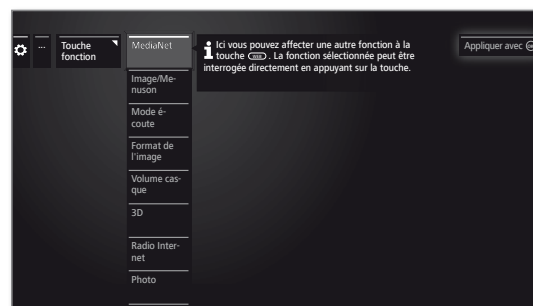 ...
Touche
fonction
MediaNet
Ici vous pouvez affecter une autre fonction à la
touche WEB. La fonction sélectionnée peut être
interrogée directement en appuyant sur la touche.
Appliquer avec OK
Image/Me-
nuson
Mode é-
coute
Format de
l'image
Volume cas-
que
3D
Radio Inter-
net
Photo